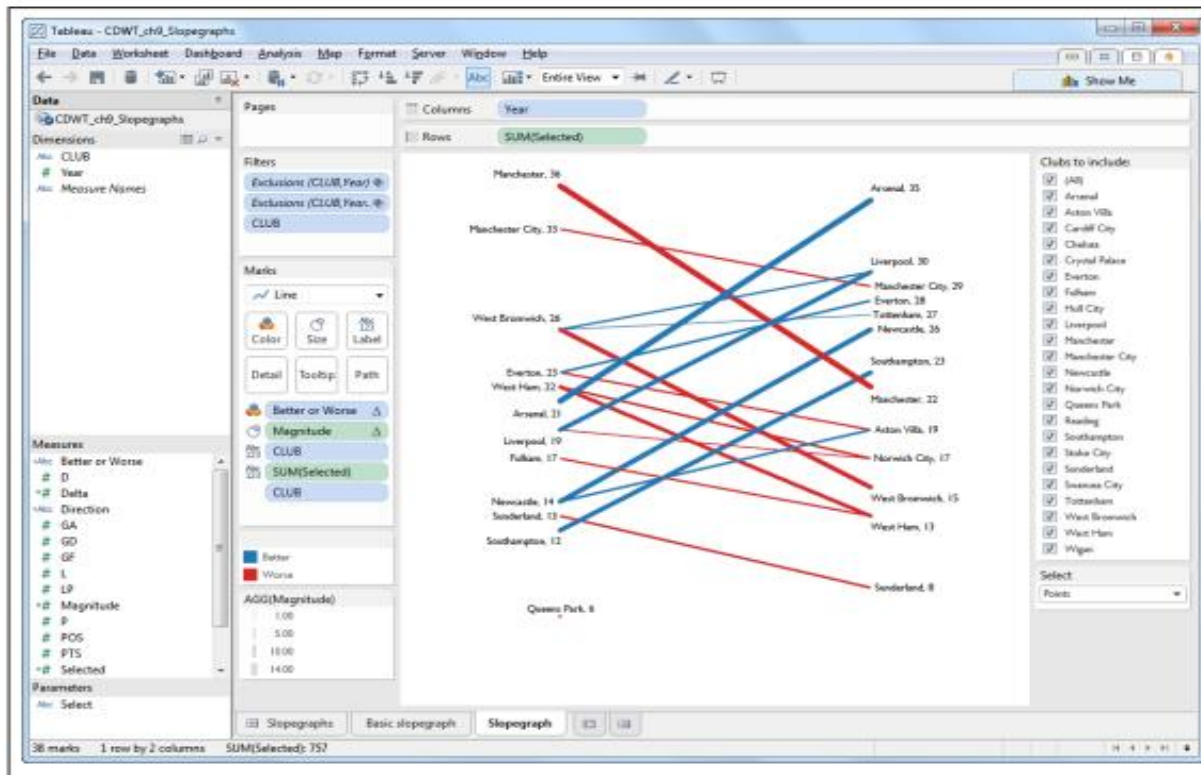 Tableau - CDWT_ch9_Slopegraphs
File Data Worksheet Dashboard Analysis Map Format Server Window Help
Abc Entire View Show Me
Data
CDWT_ch9_Slopegraphs
Dimensions
Abc CLUB
# Year
Abc Measure Names
Measures
Abc Better or Worse
# D
# Delta
Abc Direction
# GA
# GD
# GF
# L
# LP
# Magnitude
# P
# POS
# PTS
# Selected
Parameters
Abc Select
Pages
Filters
Exclusions (CLUB,Year)
Exclusions (CLUB,Year..
CLUB
Marks
Line
Color Size Label
Detail Tooltip Path
Better or Worse
Magnitude
CLUB
SUM(Selected)
CLUB
Better
Worse
AGG(Magnitude)
1.00
5.00
10.00
14.00
Columns Year
Rows SUM(Selected)
Manchester, 36
Manchester City, 33
West Bromwich, 26
Everton, 23
West Ham, 22
Arsenal, 21
Liverpool, 19
Fulham, 17
Newcastle, 14
Sunderland, 13
Southampton, 12
Queens Park, 6
Arsenal, 35
Liverpool, 30
Manchester City, 29
Everton, 28
Tottenham, 27
Newcastle, 26
Southampton, 23
Manchester, 22
Aston Villa, 19
Norwich City, 17
West Bromwich, 15
West Ham, 13
Sunderland, 8
Clubs to include:
(All)
Arsenal
Aston Villa
Cardiff City
Chelsea
Crystal Palace
Everton
Fulham
Hull City
Liverpool
Manchester
Manchester City
Newcastle
Norwich City
Queens Park
Reading
Southampton
Stoke City
Sunderland
Swansea City
Tottenham
West Bromwich
West Ham
Wigan
Select
Points
Slopegraphs Basic slopegraph Slopegraph
38 marks 1 row by 2 columns SUM(Selected): 757